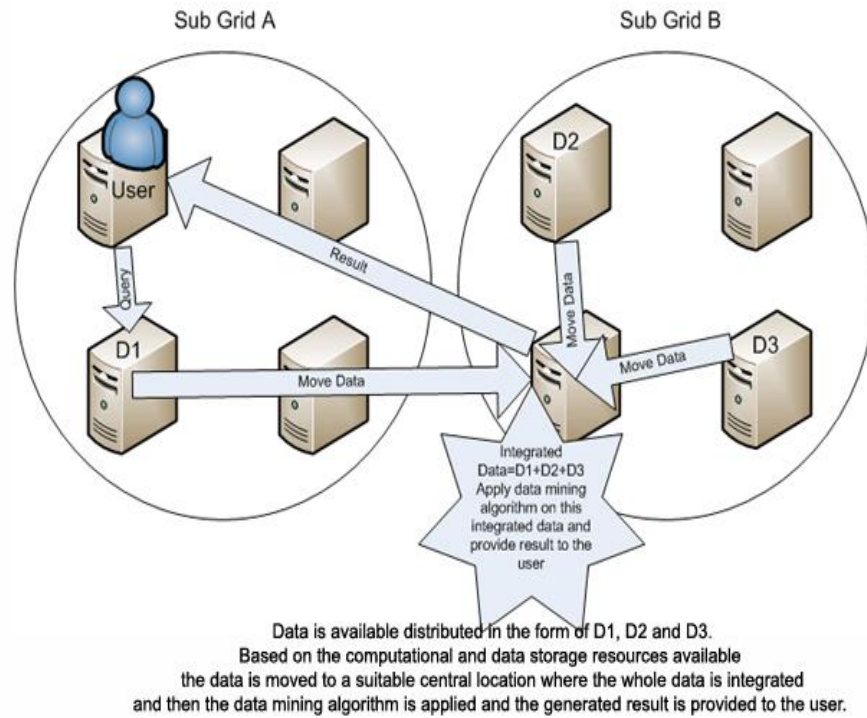 Sub Grid A
Sub Grid B
User
D2
Result
Query
Move Data
D1
D3
Move Data
Move Data
Integrated
Data=D1+D2+D3
Apply data mining
algorithm on this
integrated data and
provide result to the
user
Data is available distributed in the form of D1, D2 and D3.
Based on the computational and data storage resources available
the data is moved to a suitable central location where the whole data is integrated
and then the data mining algorithm is applied and the generated result is provided to the user.